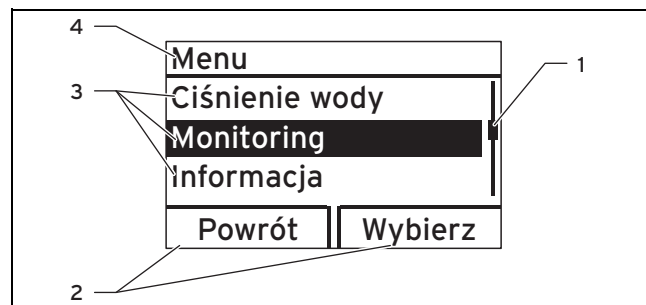 4
Menu
1
3
Ciśnienie wody
Monitoring
Informacja
Powrót Wybierz
2